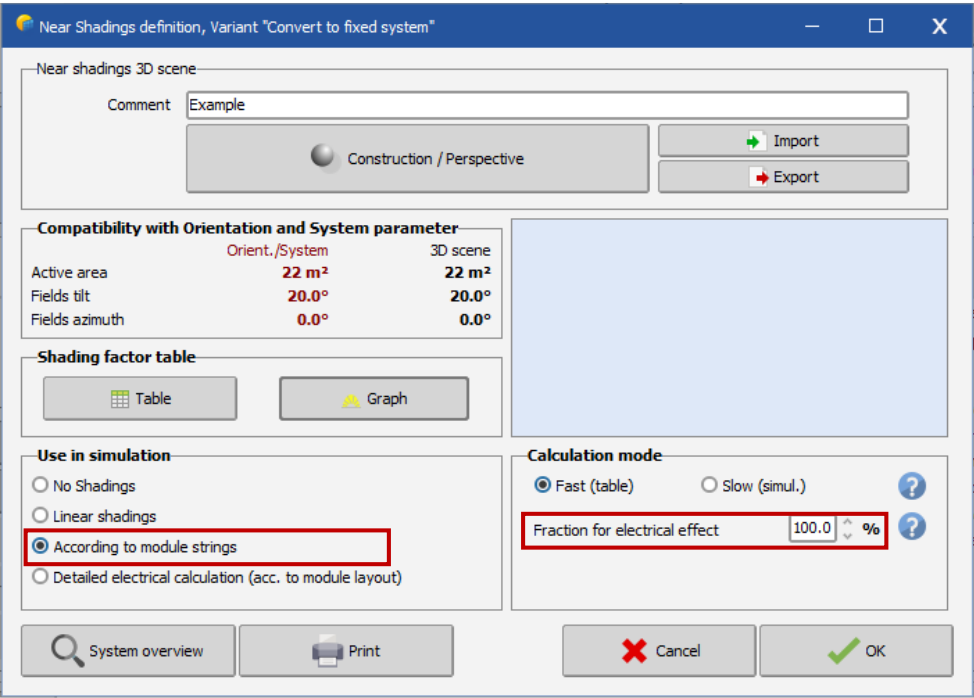 Near Shadings definition, Variant "Convert to fixed system"
Near shadings 3D scene
Comment Example
Construction / Perspective
Import
Export
Compatibility with Orientation and System parameter
Orient./System 3D scene
Active area 22 m² 22 m²
Fields tilt 20.0° 20.0°
Fields azimuth 0.0° 0.0°
Shading factor table
Table Graph
Use in simulation
No Shadings
Linear shadings
According to module strings
Detailed electrical calculation (acc. to module layout)
Calculation mode
Fast (table) Slow (simul.) ?
Fraction for electrical effect 100.0 % ?
System overview Print Cancel OK